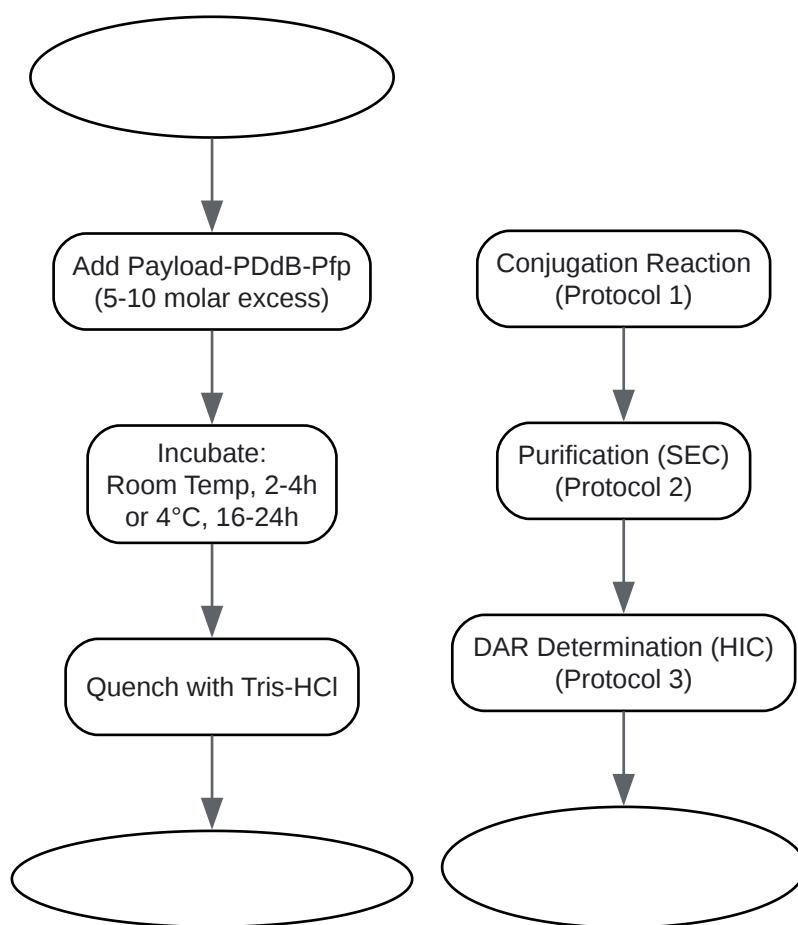 Add Payload-PDdB-Pfp
(5-10 molar excess)
Incubate:
Room Temp, 2-4h
or 4°C, 16-24h
Quench with Tris-HCl
Conjugation Reaction
(Protocol 1)
Purification (SEC)
(Protocol 2)
DAR Determination (HIC)
(Protocol 3)